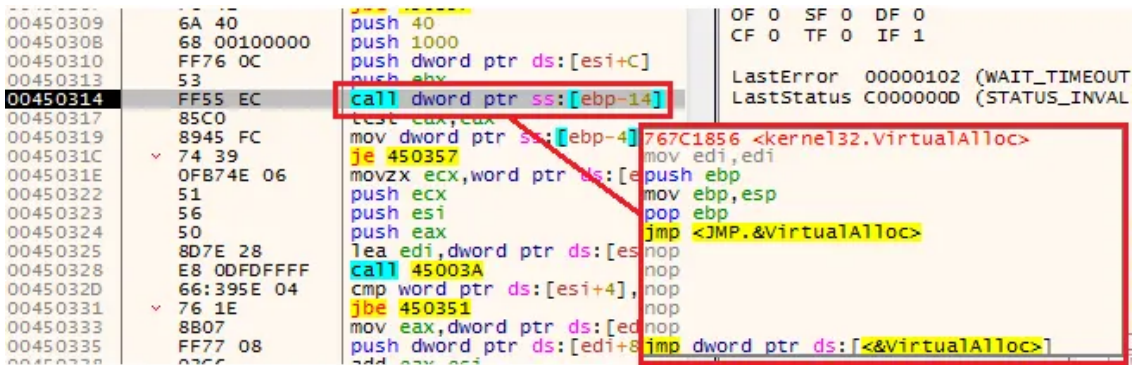 00450309 6A 40 push 40
0045030B 68 00100000 push 1000
00450310 FF76 0C push dword ptr ds:[esi+C]
00450313 53 push ebx
00450314 FF55 EC call dword ptr ss:[ebp-14]
00450317 85C0 test eax,eax
00450319 8945 FC mov dword ptr ss:[ebp-4]
0045031C 74 39 je 450357
0045031E 0FB74E 06 movzx ecx,word ptr ds:[e
00450322 51 push ecx
00450323 56 push esi
00450324 50 push eax
00450325 8D7E 28 lea edi,dword ptr ds:[es
00450328 E8 0DFDFFFF call 45003A
0045032D 66:395E 04 cmp word ptr ds:[esi+4],
00450331 76 1E jbe 450351
00450333 8B07 mov eax,dword ptr ds:[ed
00450335 FF77 08 push dword ptr ds:[edi+8
OF 0 SF 0 DF 0
CF 0 TF 0 IF 1
LastError 00000102 (WAIT_TIMEOUT
LastStatus C000000D (STATUS_INVAL
767C1856 <kernel32.VirtualAlloc>
mov edi,edi
push ebp
mov ebp,esp
pop ebp
jmp <JMP.&VirtualAlloc>
nop
nop
nop
nop
nop
jmp dword ptr ds:[<&VirtualAlloc>]